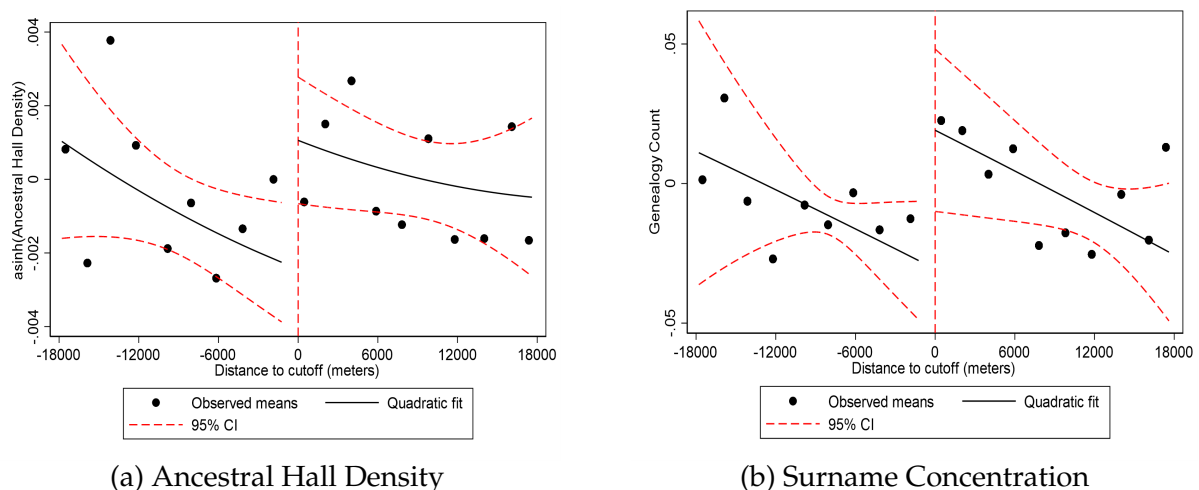 asinh(Ancestral Hall Density)
.004
.002
0
-.002
-.004
-18000 -12000 -6000 0 6000 12000 18000
Distance to cutoff (meters)
Observed means Quadratic fit
95% CI
(a) Ancestral Hall Density
Genealogy Count
.05
0
-.05
-18000 -12000 -6000 0 6000 12000 18000
Distance to cutoff (meters)
Observed means Quadratic fit
95% CI
(b) Surname Concentration